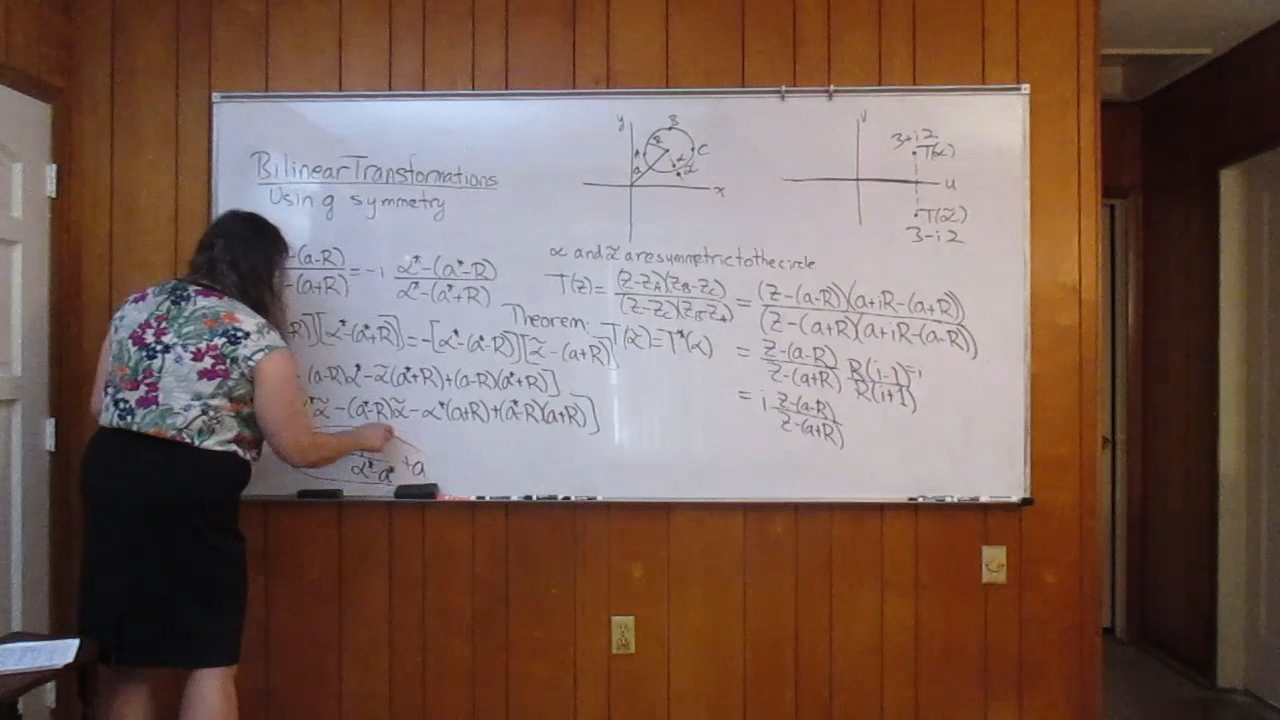 Bilinear Transformations
Using symmetry
-(a-R)/-(a+R) = -i α*-(a*-R)/α*-(a*+R)
-R)][α*-(a*+R)]=-[α*-(a*-R)][α̃-(a+R)]
-(a-R)α*-α̃(a*+R)+(a-R)(a*+R)]
α̃-(a*-R)α̃-α*(a+R)+(a*-R)(a+R)]
α*-a* +a
y
B
R
C
A
a
α
α̃
x
α and α̃ are symmetric to the circle
T(z)= (z-z_A)(z_B-z_C)/(z-z_C)(z_B-z_A) = (z-(a-R))(a+iR-(a+R))/(z-(a+R))(a+iR-(a-R))
Theorem: T(α̃)=T*(α)
= z-(a-R)/z-(a+R) R(i-1)/R(i+1) =i
= i z-(a-R)/z-(a+R)
v
3+i2
T(α)
u
T(α̃)
3-i2